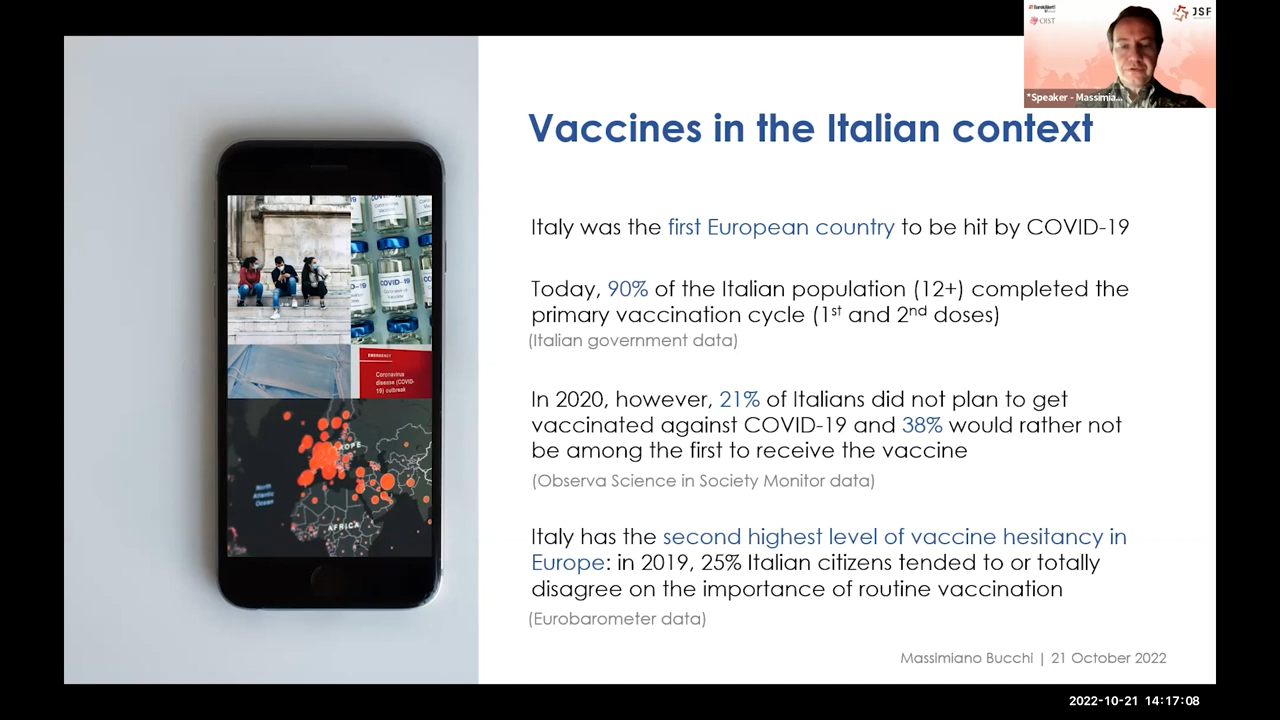 EurekAlert!
OIST
JSF
*Speaker - Massimia...
Vaccines in the Italian context
Italy was the first European country to be hit by COVID-19
Today, 90% of the Italian population (12+) completed the
primary vaccination cycle (1st and 2nd doses)
(Italian government data)
In 2020, however, 21% of Italians did not plan to get
vaccinated against COVID-19 and 38% would rather not
be among the first to receive the vaccine
(Observa Science in Society Monitor data)
Italy has the second highest level of vaccine hesitancy in
Europe: in 2019, 25% Italian citizens tended to or totally
disagree on the importance of routine vaccination
(Eurobarometer data)
Massimiano Bucchi | 21 October 2022
COVID-19
EMERGENCY
Coronavirus
disease (COVID-
19) outbreak
North
Atlantic
Ocean
AFRICA
2022-10-21 14:17:08